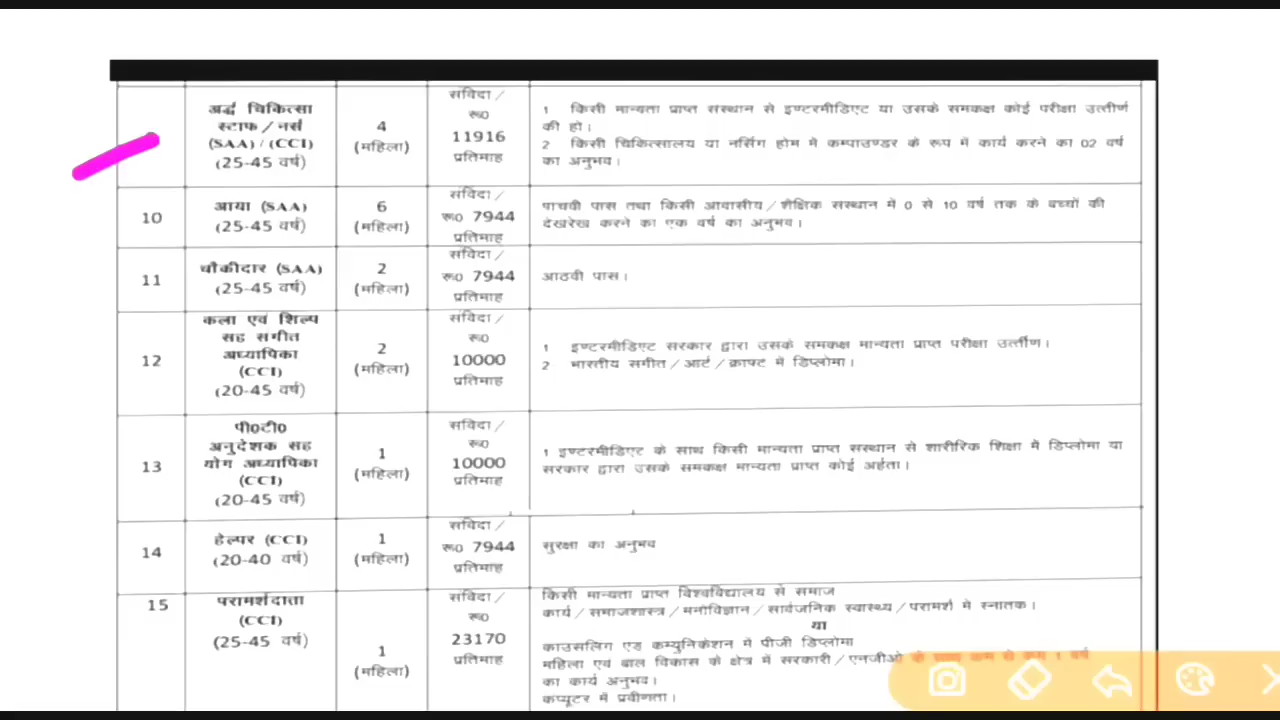 अर्द्ध चिकित्सा
स्टाफ/नर्स
(SAA)/(CCI)
(25-45 वर्ष)
4
(महिला)
संविदा/
रू0
11916
प्रतिमाह
1 किसी मान्यता प्राप्त संस्थान से इण्टरमीडिएट या उसके समकक्ष कोई परीक्षा उत्तीर्ण
की हो।
2 किसी चिकित्सालय या नर्सिंग होम में कम्पाउण्डर के रूप में कार्य करने का 02 वर्ष
का अनुभव।
10
आया (SAA)
(25-45 वर्ष)
6
(महिला)
संविदा/
रू0 7944
प्रतिमाह
पाचवी पास तथा किसी आवासीय/शैक्षिक संस्थान में 0 से 10 वर्ष तक के बच्चों की
देखरेख करने का एक वर्ष का अनुभव।
11
चौकीदार (SAA)
(25-45 वर्ष)
2
(महिला)
संविदा/
रू0 7944
प्रतिमाह
आठवी पास।
12
कला एवं शिल्प
सह संगीत
अध्यापिका
(CCI)
(20-45 वर्ष)
2
(महिला)
संविदा/
रू0
10000
प्रतिमाह
1 इण्टरमीडिएट सरकार द्वारा उसके समकक्ष मान्यता प्राप्त परीक्षा उर्त्तीण।
2 भारतीय संगीत/आर्ट/क्राफ्ट में डिप्लोमा।
13
पी0टी0
अनुदेशक सह
योग अध्यापिका
(CCI)
(20-45 वर्ष)
1
(महिला)
संविदा/
रू0
10000
प्रतिमाह
1 इण्टरमीडिएट के साथ किसी मान्यता प्राप्त संस्थान से शारीरिक शिक्षा में डिप्लोमा या
सरकार द्वारा उसके समकक्ष मान्यता प्राप्त कोई अर्हता।
14
हेल्पर (CCI)
(20-40 वर्ष)
1
(महिला)
संविदा/
रू0 7944
प्रतिमाह
सुरक्षा का अनुभव
15
परामर्शदाता
(CCI)
(25-45 वर्ष)
1
(महिला)
संविदा/
रू0
23170
प्रतिमाह
किसी मान्यता प्राप्त विश्वविद्यालय से समाज
कार्य/समाजशास्त्र/मनोविज्ञान/सार्वजनिक स्वास्थ्य/परामर्श में स्नातक।
या
काउसलिंग एंड कम्युनिकेशन में पीजी डिप्लोमा
महिला एवं बाल विकास के क्षेत्र में सरकारी/एनजीओ के साथ कम से कम 1 वर्ष
का कार्य अनुभव।
कंप्यूटर में प्रवीणता।